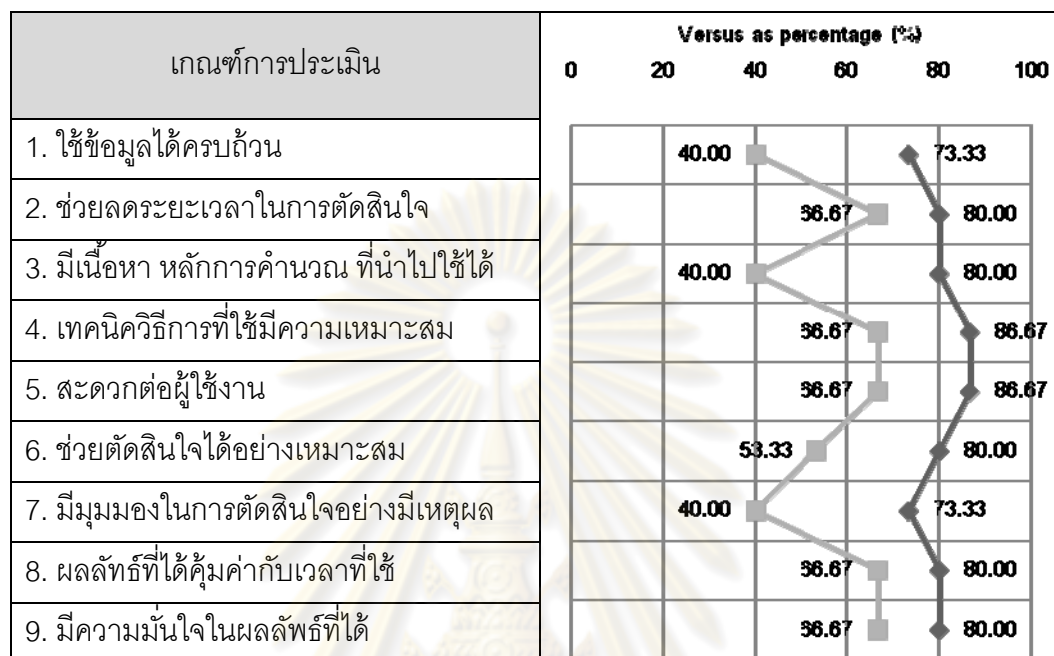 เกณฑ์การประเมิน
Versus as percentage (%)
0 20 40 60 80 100
1. ใช้ข้อมูลได้ครบถ้วน
40.00 73.33
2. ช่วยลดระยะเวลาในการตัดสินใจ
66.67 80.00
3. มีเนื้อหา หลักการคำนวณ ที่นำไปใช้ได้
40.00 80.00
4. เทคนิควิธีการที่ใช้มีความเหมาะสม
66.67 86.67
5. สะดวกต่อผู้ใช้งาน
66.67 86.67
6. ช่วยตัดสินใจได้อย่างเหมาะสม
53.33 80.00
7. มีมุมมองในการตัดสินใจอย่างมีเหตุผล
40.00 73.33
8. ผลลัทธ์ที่ได้คุ้มค่ากับเวลาที่ใช้
66.67 80.00
9. มีความมั่นใจในผลลัพธ์ที่ได้
66.67 80.00